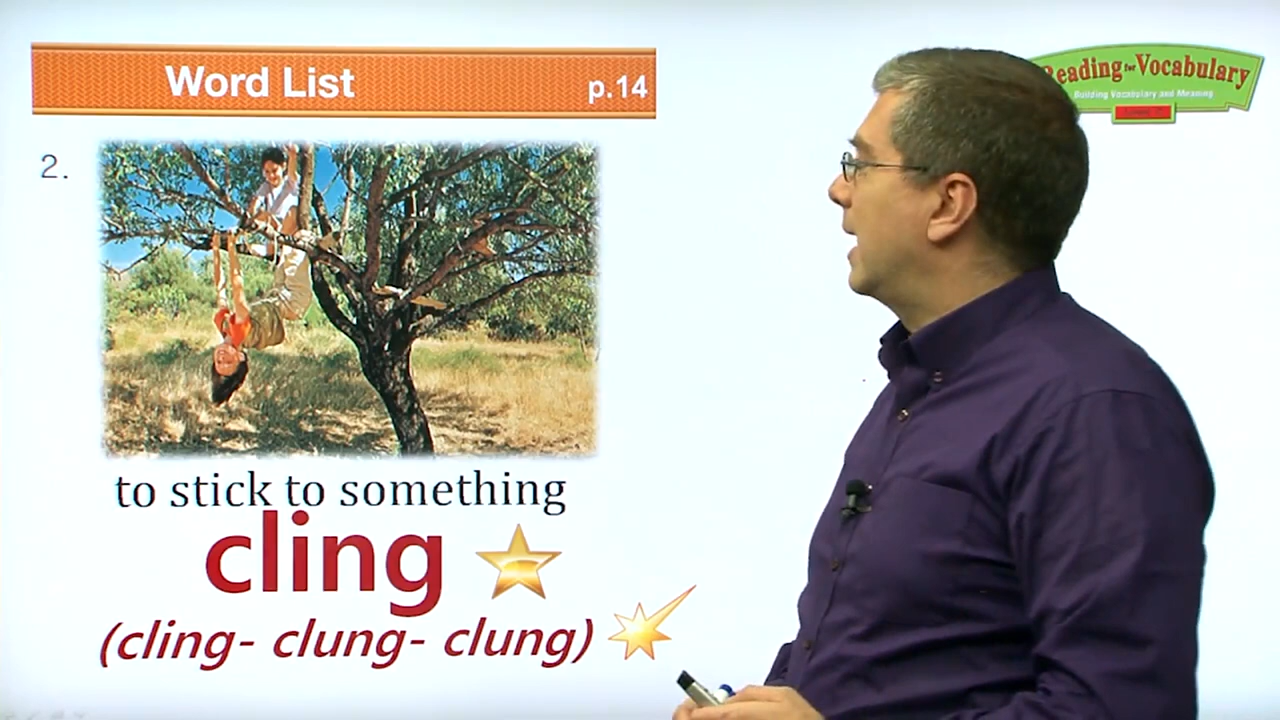 Word List
p.14
Reading for Vocabulary
Building Vocabulary and Meaning
2.
to stick to something
cling
(cling- clung- clung)